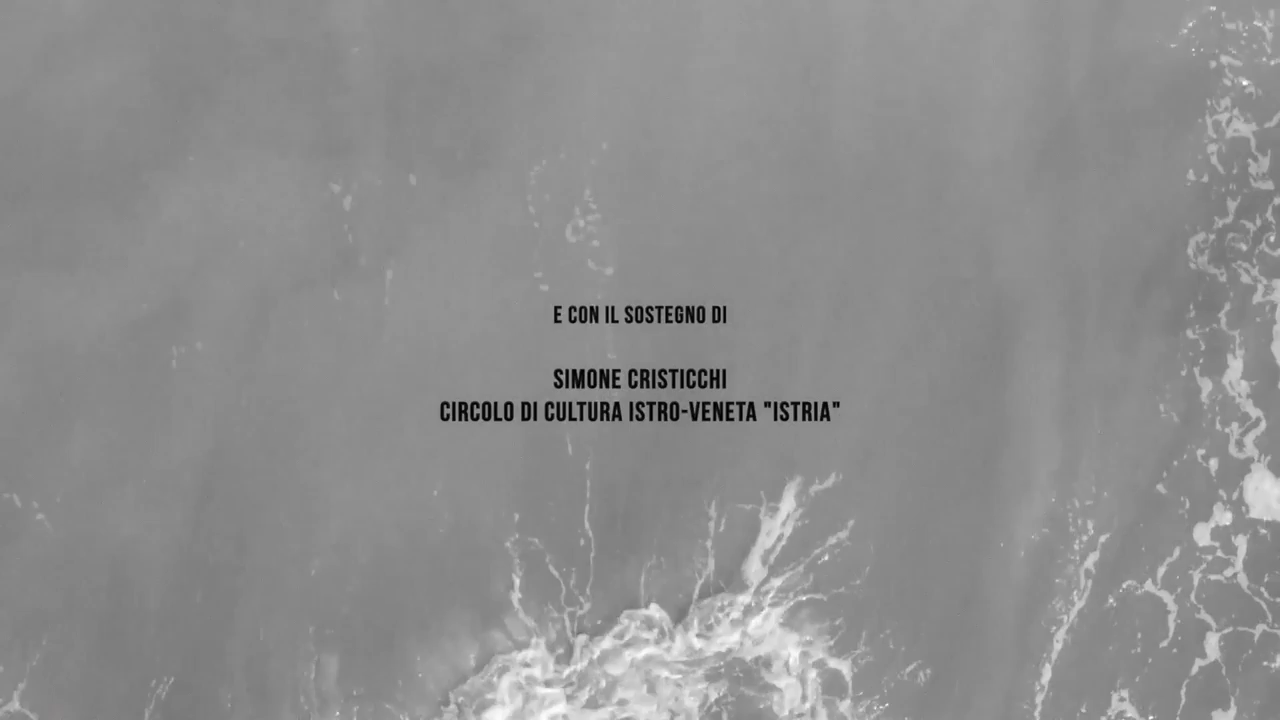 E CON IL SOSTEGNO DI
SIMONE CRISTICCHI
CIRCOLO DI CULTURA ISTRO-VENETA "ISTRIA"